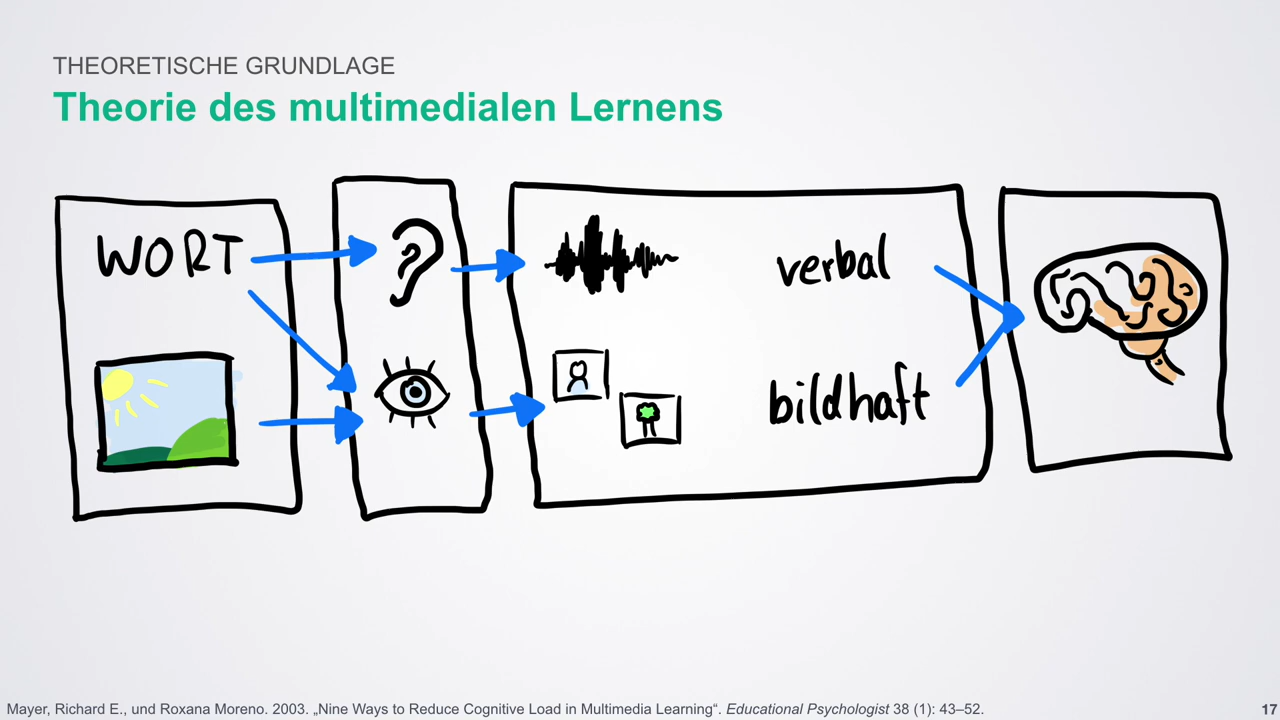 THEORETISCHE GRUNDLAGE
Theorie des multimedialen Lernens
WORT
verbal
bildhaft
Mayer, Richard E., und Roxana Moreno. 2003. „Nine Ways to Reduce Cognitive Load in Multimedia Learning“. Educational Psychologist 38 (1): 43–52.
17